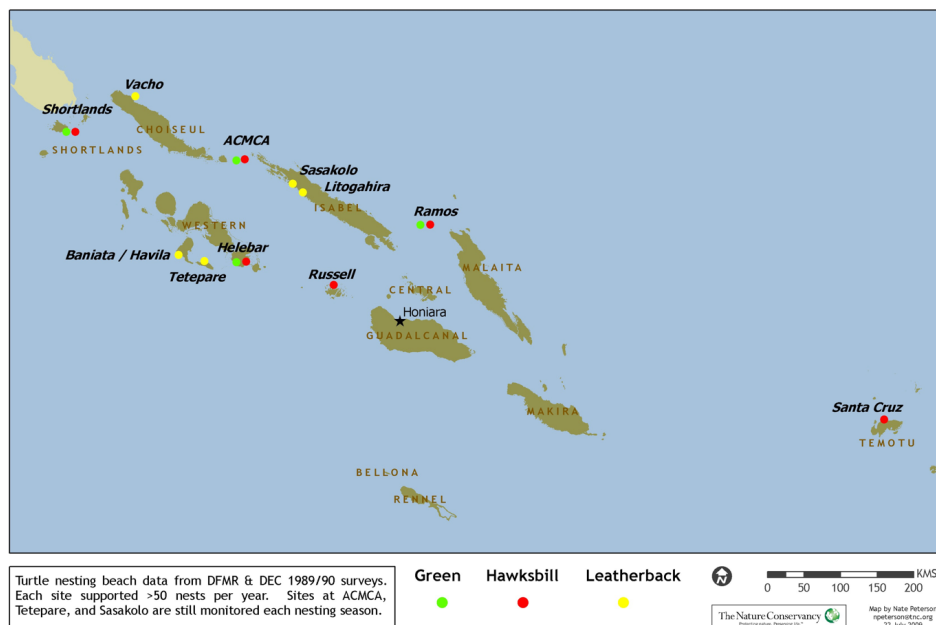 Vacho
Shortlands
CHOISEUL
SHORTLANDS
ACMCA
Sasakolo
Litogahira
ISABEL
Ramos
WESTERN
Baniata / Havila
Helebar
Tetepare
MALAITA
Russell
CENTRAL
Honiara
GUADALCANAL
MAKIRA
Santa Cruz
TEMOTU
BELLONA
RENNEL
Turtle nesting beach data from DFMR & DEC 1989/90 surveys.
Each site supported >50 nests per year. Sites at ACMCA,
Tetepare, and Sasakolo are still monitored each nesting season.
Green Hawksbill Leatherback
0 50 100 200 KMS
The Nature Conservancy
Map by Nate Peterson
npeterson@tnc.org